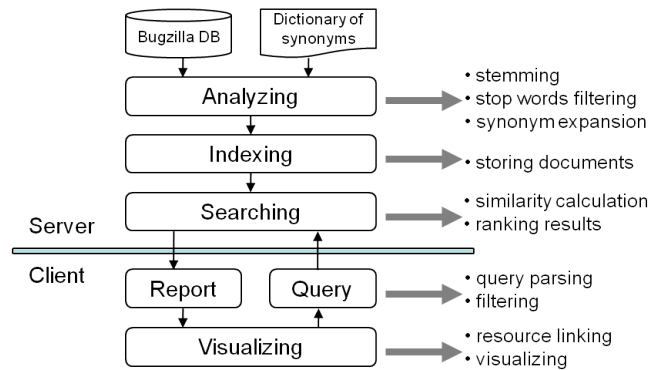 Bugzilla DB
Dictionary of
synonyms
Analyzing
• stemming
• stop words filtering
• synonym expansion
Indexing
• storing documents
Searching
• similarity calculation
• ranking results
Server
Client
Report
Query
• query parsing
• filtering
Visualizing
• resource linking
• visualizing